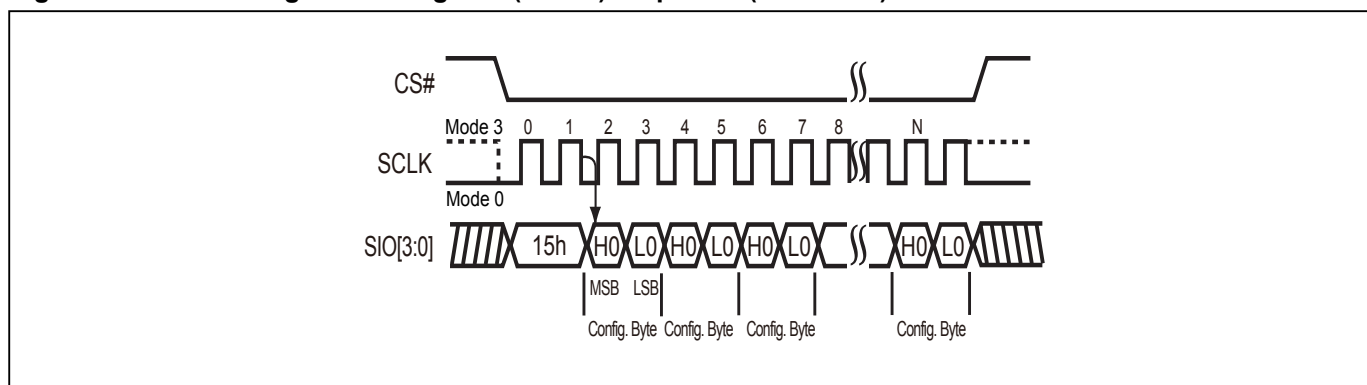 CS#
Mode 3 0 1 2 3 4 5 6 7 8 N
SCLK
Mode 0
SIO[3:0] 15h H0 L0 H0 L0 H0 L0 H0 L0
MSB LSB
Config. Byte Config. Byte Config. Byte Config. Byte